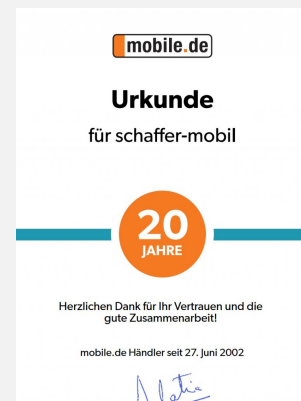 mobile.de
Urkunde
für schaffer-mobil
20
JAHRE
Herzlichen Dank für Ihr Vertrauen und die
gute Zusammenarbeit!
mobile.de Händler seit 27. Juni 2002